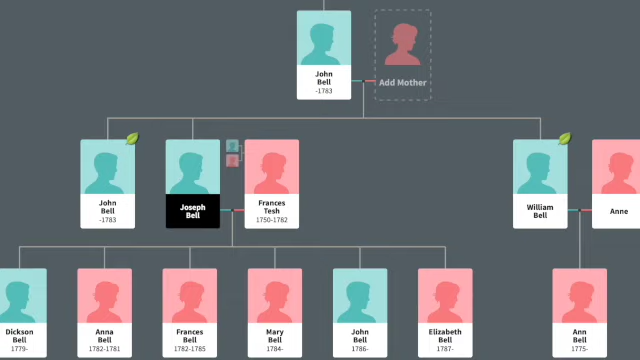 John
Bell
-1783
Add Mother
John
Bell
-1783
Joseph
Bell
Frances
Tesh
1750-1782
William
Bell
Anne
Dickson
Bell
1779-
Anna
Bell
1782-1781
Frances
Bell
1782-1785
Mary
Bell
1784-
John
Bell
1786-
Elizabeth
Bell
1787-
Ann
Bell
1775-